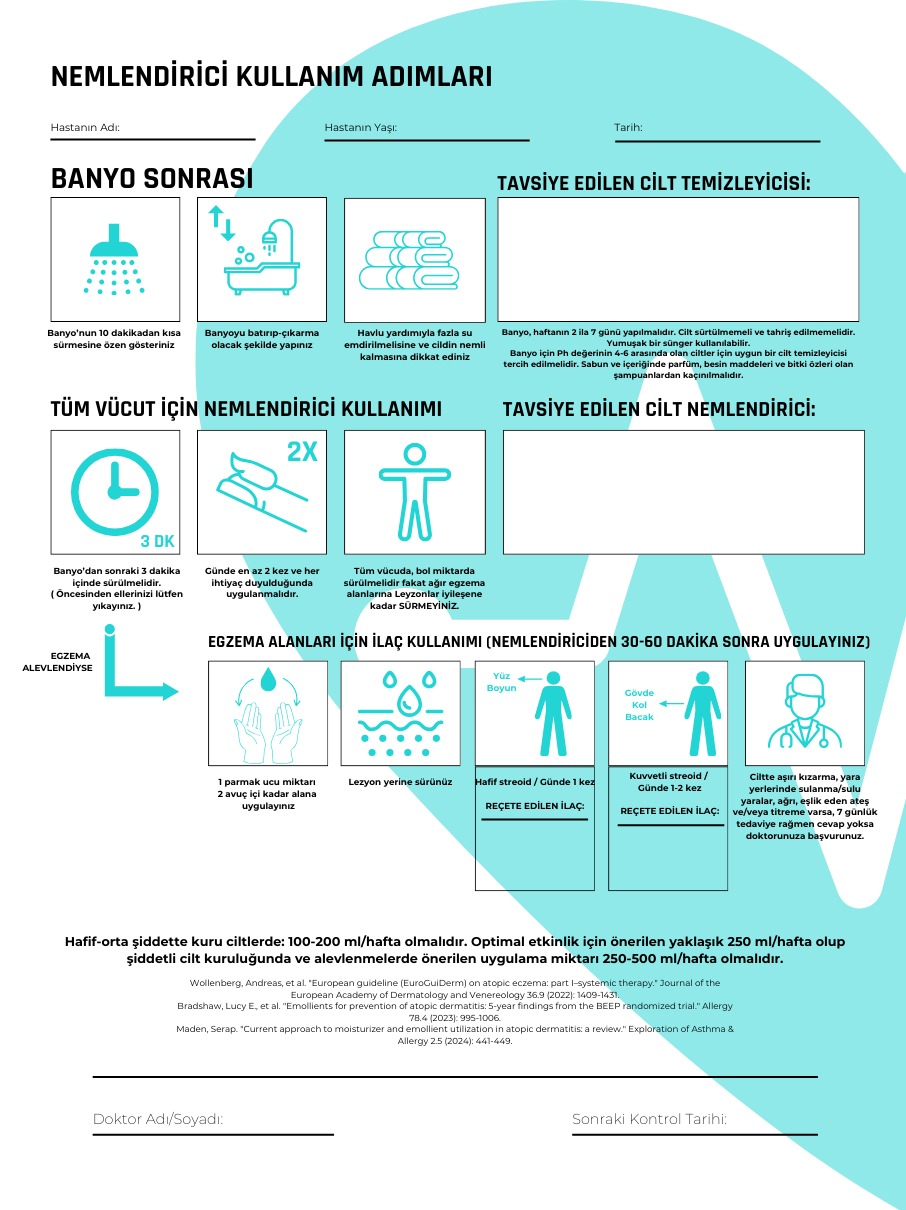 NEMLENDİRİCİ KULLANIM ADIMLARI
Hastanın Adı:
Hastanın Yaşı:
Tarih:
BANYO SONRASI
Banyo'nun 10 dakikadan kısa
sürmesine özen gösteriniz
Banyoyu batırıp-çıkarma
olacak şekilde yapınız
Havlu yardımıyla fazla su
emdirilmelisine ve cildin nemli
kalmasına dikkat ediniz
TAVSİYE EDİLEN CİLT TEMİZLEYİCİSİ:
Banyo, haftanın 2 ila 7 günü yapılmalıdır. Cilt sürtülmemeli ve tahriş edilmemelidir.
Yumuşak bir sünger kullanılabilir.
Banyo için Ph değerinin 4-6 arasında olan ciltler için uygun bir cilt temizleyicisi
tercih edilmelidir. Sabun ve içeriğinde parfüm, besin maddeleri ve bitki özleri olan
şampuanlardan kaçınılmalıdır.
TÜM VÜCUT İÇİN NEMLENDİRİCİ KULLANIMI
3 DK
Banyo'dan sonraki 3 dakika
içinde sürülmelidir.
( Öncesinden ellerinizi lütfen
yıkayınız. )
2X
Günde en az 2 kez ve her
ihtiyaç duyulduğunda
uygulanmalıdır.
Tüm vücuda, bol miktarda
sürülmelidir fakat ağır egzema
alanlarına Leyzonlar iyileşene
kadar SÜRMEYİNİZ.
TAVSİYE EDİLEN CİLT NEMLENDİRİCİ:
EGZEMA
ALEVLENDİYSE
EGZEMA ALANLARI İÇİN İLAÇ KULLANIMI (NEMLENDİRİCİDEN 30-60 DAKİKA SONRA UYGULAYINIZ)
1 parmak ucu miktarı
2 avuç içi kadar alana
uygulayınız
Lezyon yerine sürünüz
Yüz
Boyun
Hafif streoid / Günde 1 kez
REÇETE EDİLEN İLAÇ:
Gövde
Kol
Bacak
Kuvvetli streoid /
Günde 1-2 kez
REÇETE EDİLEN İLAÇ:
Ciltte aşırı kızarma, yara
yerlerinde sulanma/sulu
yaralar, ağrı, eşlik eden ateş
ve/veya titreme varsa, 7 günlük
tedaviye rağmen cevap yoksa
doktorunuza başvurunuz.
Hafif-orta şiddette kuru ciltlerde: 100-200 ml/hafta olmalıdır. Optimal etkinlik için önerilen yaklaşık 250 ml/hafta olup
şiddetli cilt kuruluğunda ve alevlenmelerde önerilen uygulama miktarı 250-500 ml/hafta olmalıdır.
Wollenberg, Andreas, et al. "European guideline (EuroGuiDerm) on atopic eczema: part I–systemic therapy." Journal of the
European Academy of Dermatology and Venereology 36.9 (2022): 1409-1431.
Bradshaw, Lucy E., et al. "Emollients for prevention of atopic dermatitis: 5-year findings from the BEEP randomized trial." Allergy
78.4 (2023): 995-1006.
Maden, Serap. "Current approach to moisturizer and emollient utilization in atopic dermatitis: a review." Exploration of Asthma &
Allergy 2.5 (2024): 441-449.
Doktor Adı/Soyadı:
Sonraki Kontrol Tarihi: